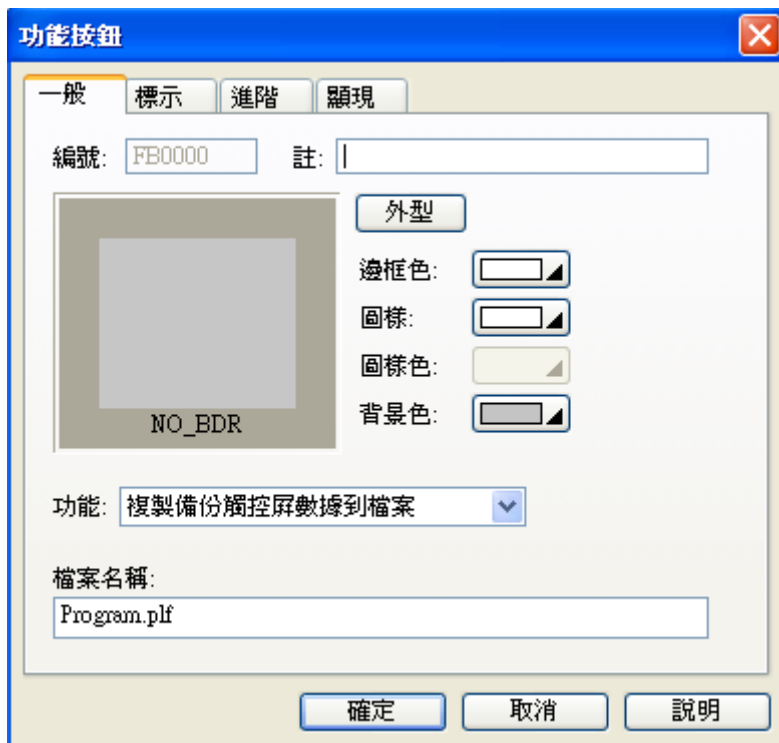 功能按鈕
一般 標示 進階 顯現
編號: FB0000 註:
外型
邊框色:
圖樣:
圖樣色:
背景色:
NO_BDR
功能: 複製備份觸控屏數據到檔案
檔案名稱:
Program.plf
確定 取消 說明